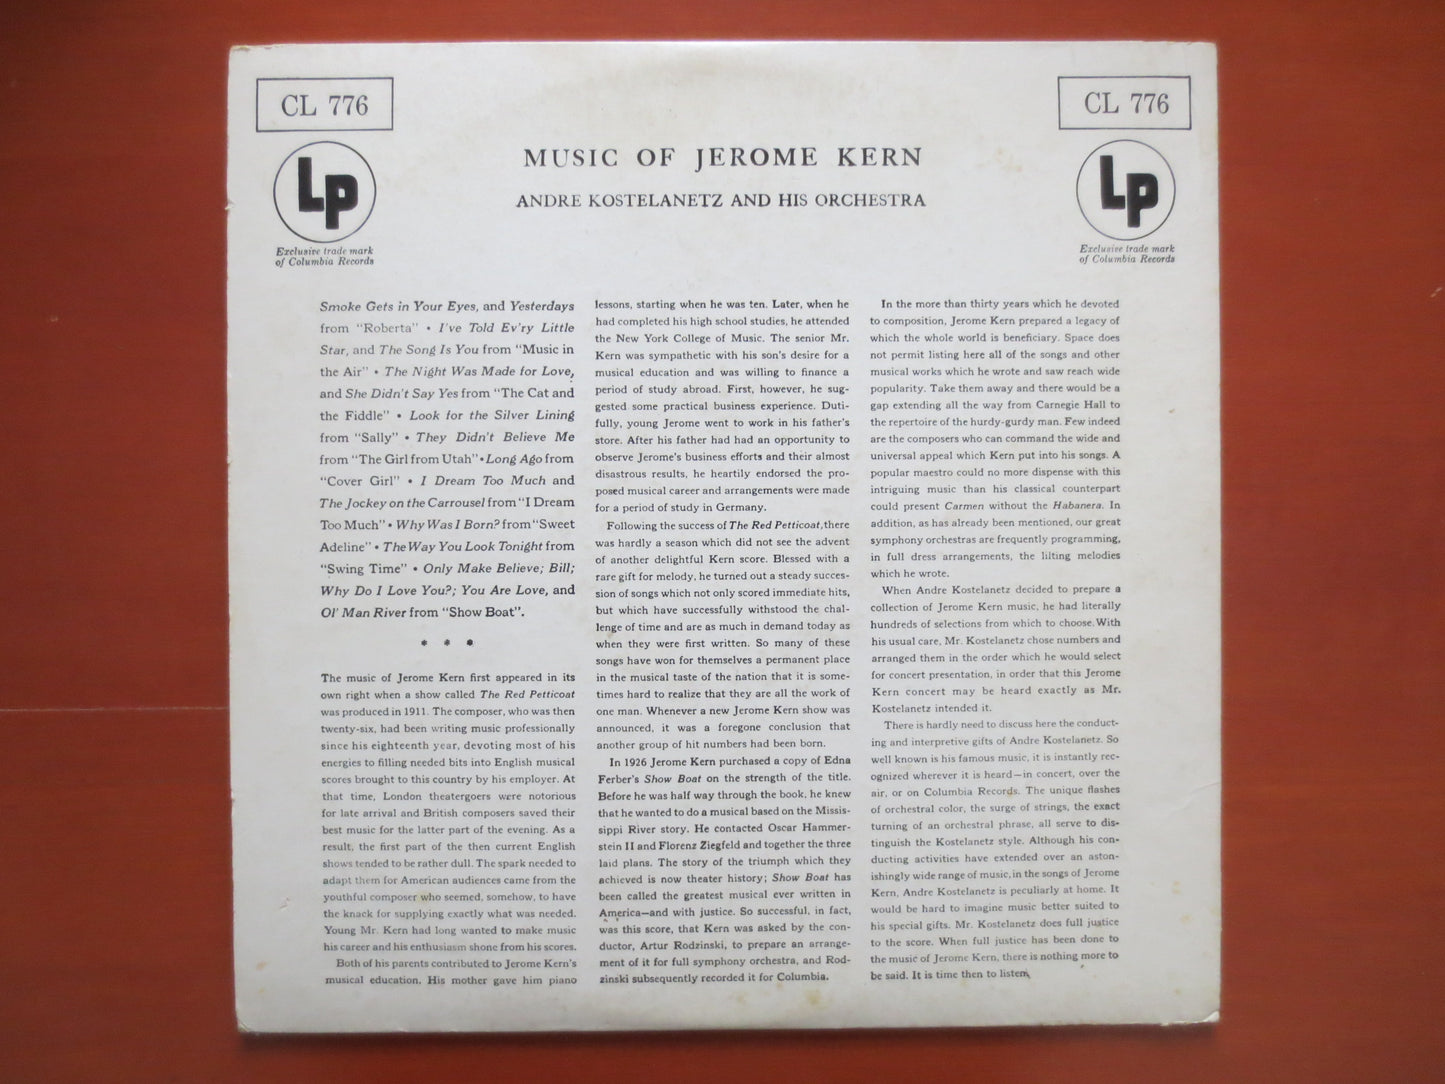 CL 776
CL 776
LP
LP
Exclusive trade mark
of Columbia Records
Exclusive trade mark
of Columbia Records
MUSIC OF JEROME KERN
ANDRE KOSTELANETZ AND HIS ORCHESTRA
Smoke Gets in Your Eyes, and Yesterdays
from "Roberta" • I've Told Ev'ry Little
Star, and The Song Is You from "Music in
the Air" • The Night Was Made for Love,
and She Didn't Say Yes from "The Cat and
the Fiddle" • Look for the Silver Lining
from "Sally" • They Didn't Believe Me
from "The Girl from Utah" • Long Ago from
"Cover Girl" • I Dream Too Much and
The Jockey on the Carrousel from "I Dream
Too Much" • Why Was I Born? from "Sweet
Adeline" • The Way You Look Tonight from
"Swing Time" • Only Make Believe; Bill;
Why Do I Love You?; You Are Love, and
Ol' Man River from "Show Boat".
* * *
The music of Jerome Kern first appeared in its
own right when a show called The Red Petticoat
was produced in 1911. The composer, who was then
twenty-six, had been writing music professionally
since his eighteenth year, devoting most of his
energies to filling needed bits into English musical
scores brought to this country by his employer. At
that time, London theatergoers were notorious
for late arrival and British composers saved their
best music for the latter part of the evening. As a
result, the first part of the then current English
shows tended to be rather dull. The spark needed to
adapt them for American audiences came from the
youthful composer who seemed, somehow, to have
the knack for supplying exactly what was needed.
Young Mr. Kern had long wanted to make music
his career and his enthusiasm shone from his scores.
Both of his parents contributed to Jerome Kern's
musical education. His mother gave him piano
lessons, starting when he was ten. Later, when he
had completed his high school studies, he attended
the New York College of Music. The senior Mr.
Kern was sympathetic with his son's desire for a
musical education and was willing to finance a
period of study abroad. First, however, he sug-
gested some practical business experience. Duti-
fully, young Jerome went to work in his father's
store. After his father had had an opportunity to
observe Jerome's business efforts and their almost
disastrous results, he heartily endorsed the pro-
posed musical career and arrangements were made
for a period of study in Germany.
Following the success of The Red Petticoat, there
was hardly a season which did not see the advent
of another delightful Kern score. Blessed with a
rare gift for melody, he turned out a steady succes-
sion of songs which not only scored immediate hits,
but which have successfully withstood the chal-
lenge of time and are as much in demand today as
when they were first written. So many of these
songs have won for themselves a permanent place
in the musical taste of the nation that it is some-
times hard to realize that they are all the work of
one man. Whenever a new Jerome Kern show was
announced, it was a foregone conclusion that
another group of hit numbers had been born.
In 1926 Jerome Kern purchased a copy of Edna
Ferber's Show Boat on the strength of the title.
Before he was half way through the book, he knew
that he wanted to do a musical based on the Missis-
sippi River story. He contacted Oscar Hammer-
stein II and Florenz Ziegfeld and together the three
laid plans. The story of the triumph which they
achieved is now theater history; Show Boat has
been called the greatest musical ever written in
America—and with justice. So successful, in fact,
was this score, that Kern was asked by the con-
ductor, Artur Rodzinski, to prepare an arrange-
ment of it for full symphony orchestra, and Rod-
zinski subsequently recorded it for Columbia.
In the more than thirty years which he devoted
to composition, Jerome Kern prepared a legacy of
which the whole world is beneficiary. Space does
not permit listing here all of the songs and other
musical works which he wrote and saw reach wide
popularity. Take them away and there would be a
gap extending all the way from Carnegie Hall to
the repertoire of the hurdy-gurdy man. Few indeed
are the composers who can command the wide and
universal appeal which Kern put into his songs. A
popular maestro could no more dispense with this
intriguing music than his classical counterpart
could present Carmen without the Habanera. In
addition, as has already been mentioned, our great
symphony orchestras are frequently programming,
in full dress arrangements, the lilting melodies
which he wrote.
When Andre Kostelanetz decided to prepare a
collection of Jerome Kern music, he had literally
hundreds of selections from which to choose. With
his usual care, Mr. Kostelanetz chose numbers and
arranged them in the order which he would select
for concert presentation, in order that this Jerome
Kern concert may be heard exactly as Mr.
Kostelanetz intended it.
There is hardly need to discuss here the conduct-
ing and interpretive gifts of Andre Kostelanetz. So
well known is his famous music, it is instantly rec-
ognized wherever it is heard—in concert, over the
air, or on Columbia Records. The unique flashes
of orchestral color, the surge of strings, the exact
turning of an orchestral phrase, all serve to dis-
tinguish the Kostelanetz style. Although his con-
ducting activities have extended over an aston-
ishingly wide range of music, in the songs of Jerome
Kern, Andre Kostelanetz is peculiarly at home. It
would be hard to imagine music better suited to
his special gifts. Mr. Kostelanetz does full justice
to the score. When full justice has been done to
the music of Jerome Kern, there is nothing more to
be said. It is time then to listen.